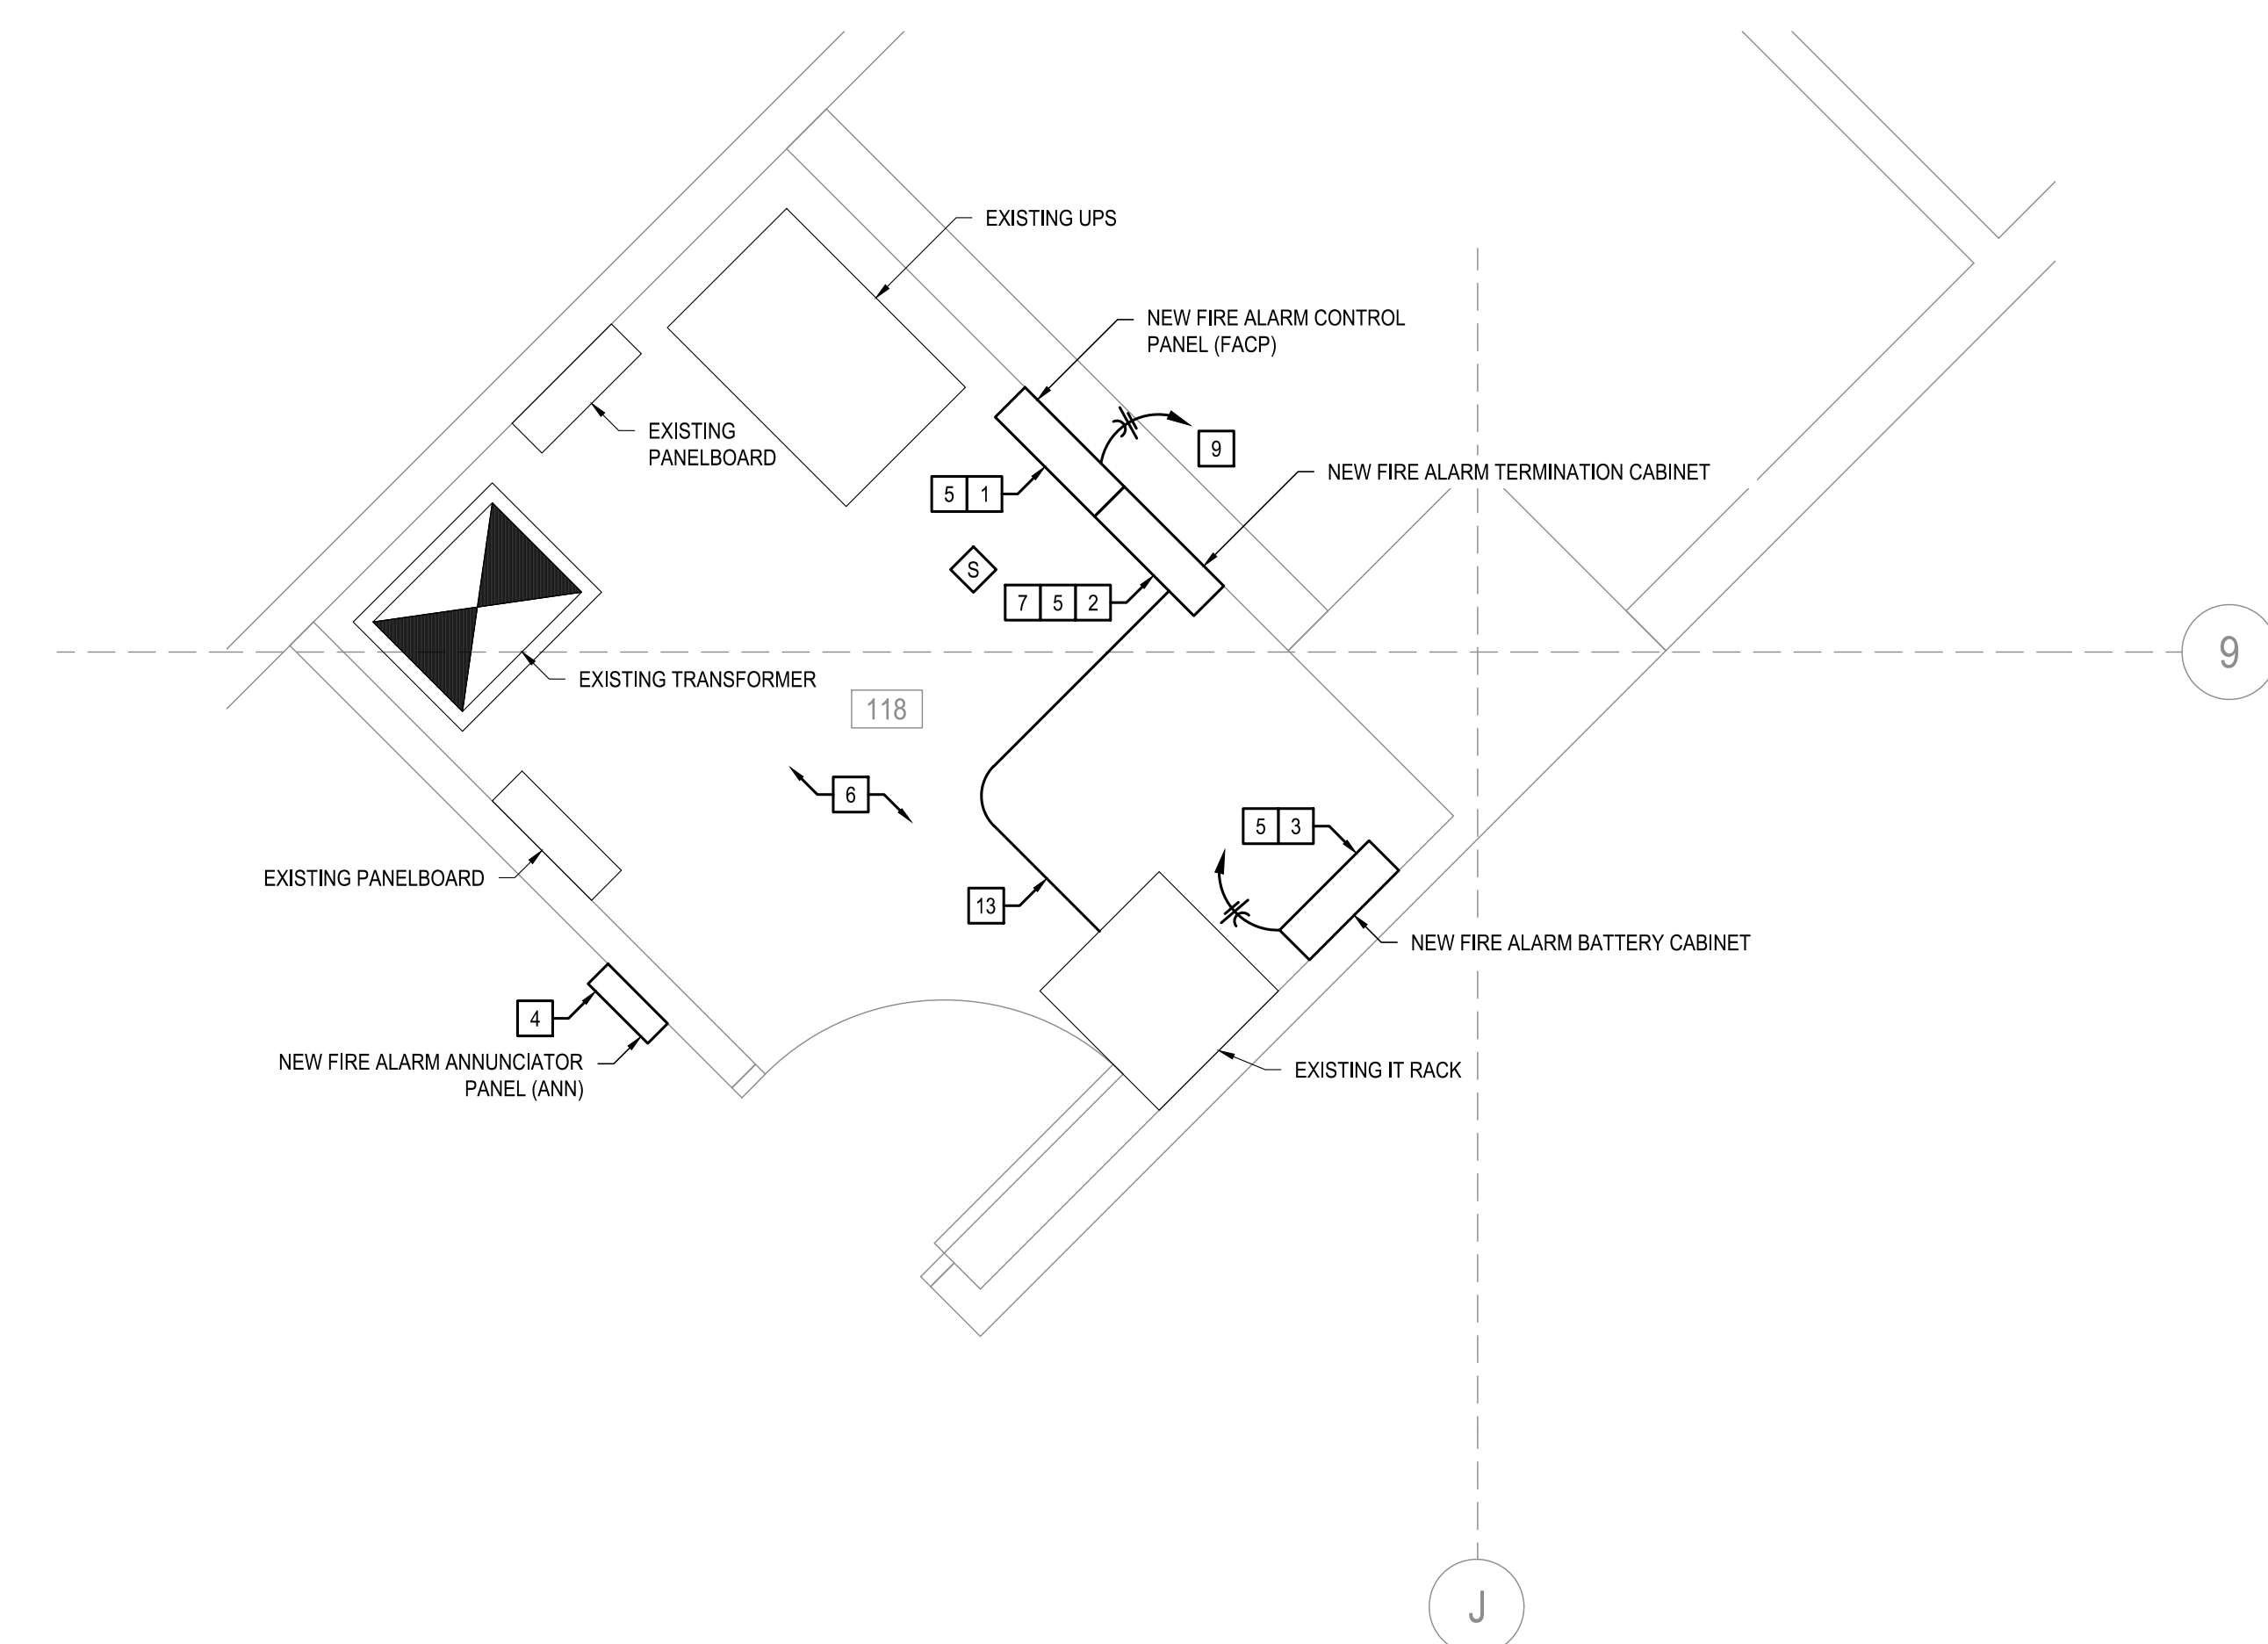 EXISTING UPS
NEW FIRE ALARM CONTROL
PANEL (FACP)
EXISTING
PANELBOARD
9
NEW FIRE ALARM TERMINATION CABINET
5 1
S
7 5 2
9
EXISTING TRANSFORMER
118
6
5 3
EXISTING PANELBOARD
13
NEW FIRE ALARM BATTERY CABINET
4
NEW FIRE ALARM ANNUNCIATOR
PANEL (ANN)
EXISTING IT RACK
J